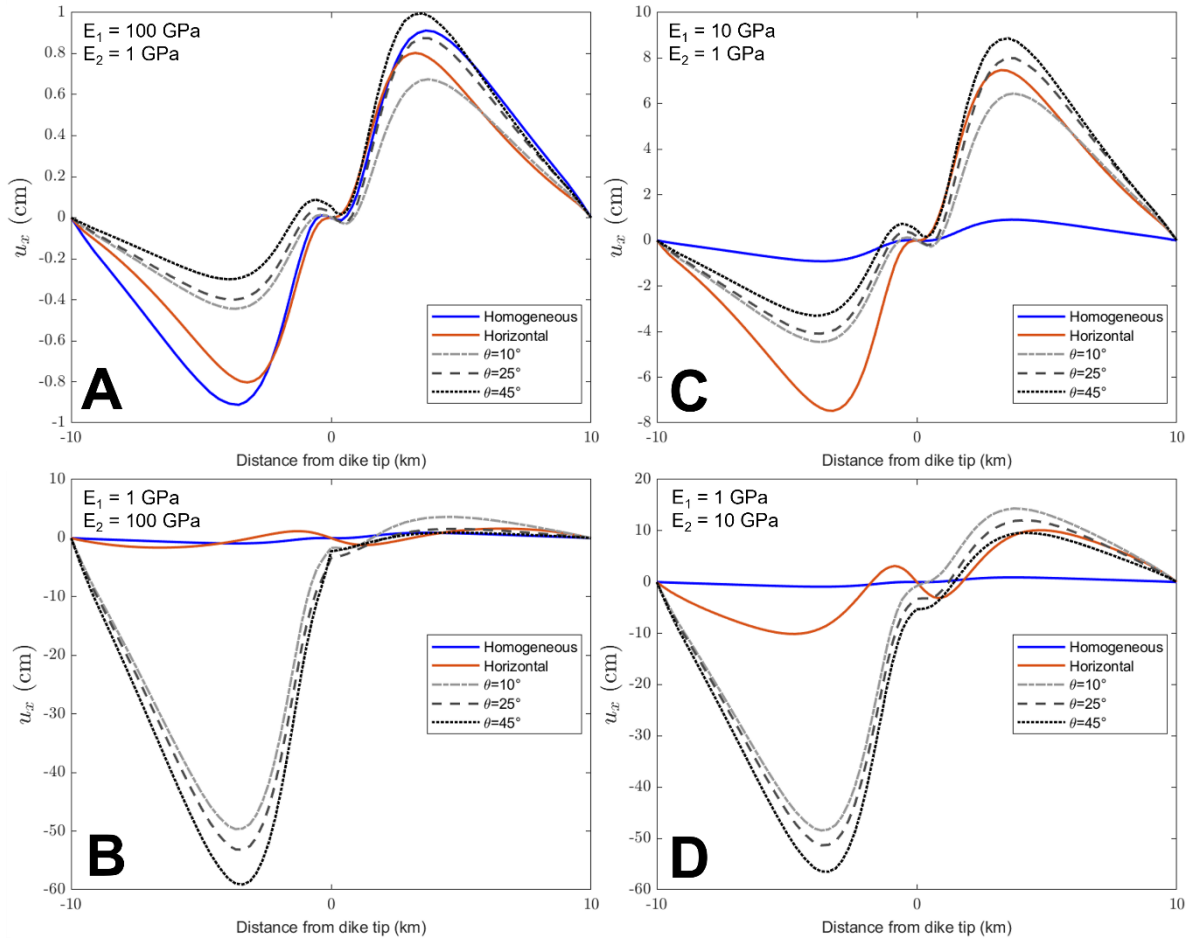 E₁ = 100 GPa
E₂ = 1 GPa
1
0.8
0.6
0.4
0.2
0
-0.2
-0.4
-0.6
-0.8
-1
uₓ (cm)
A
Homogeneous
Horizontal
θ=10°
θ=25°
θ=45°
-10 0 10
Distance from dike tip (km)
E₁ = 10 GPa
E₂ = 1 GPa
10
8
6
4
2
0
-2
-4
-6
-8
uₓ (cm)
C
Homogeneous
Horizontal
θ=10°
θ=25°
θ=45°
-10 0 10
Distance from dike tip (km)
E₁ = 1 GPa
E₂ = 100 GPa
10
0
-10
-20
-30
-40
-50
-60
uₓ (cm)
B
Homogeneous
Horizontal
θ=10°
θ=25°
θ=45°
-10 0 10
Distance from dike tip (km)
E₁ = 1 GPa
E₂ = 10 GPa
20
10
0
-10
-20
-30
-40
-50
-60
uₓ (cm)
D
Homogeneous
Horizontal
θ=10°
θ=25°
θ=45°
-10 0 10
Distance from dike tip (km)